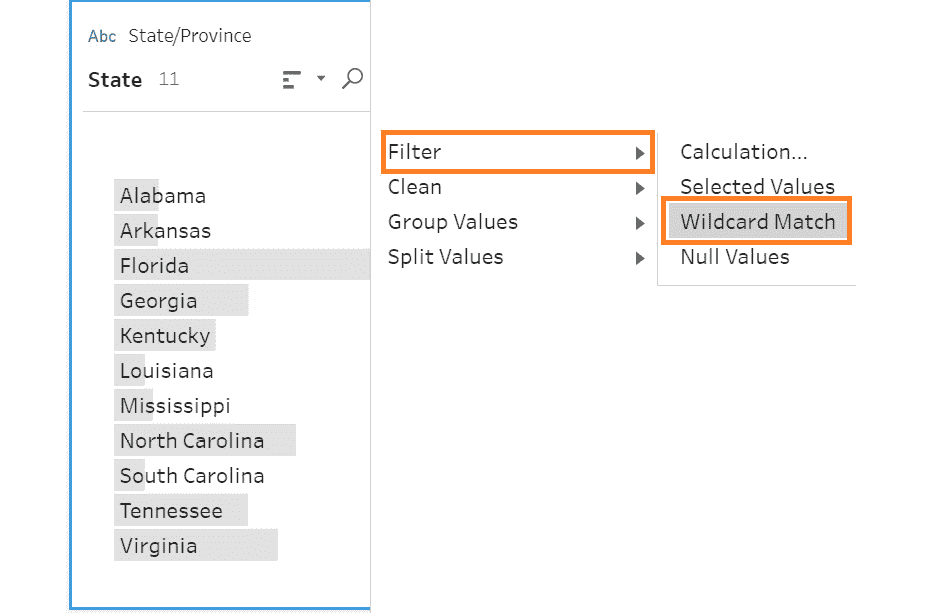 Abc State/Province
State 11
Alabama
Arkansas
Florida
Georgia
Kentucky
Louisiana
Mississippi
North Carolina
South Carolina
Tennessee
Virginia
Filter
Clean
Group Values
Split Values
Calculation...
Selected Values
Wildcard Match
Null Values